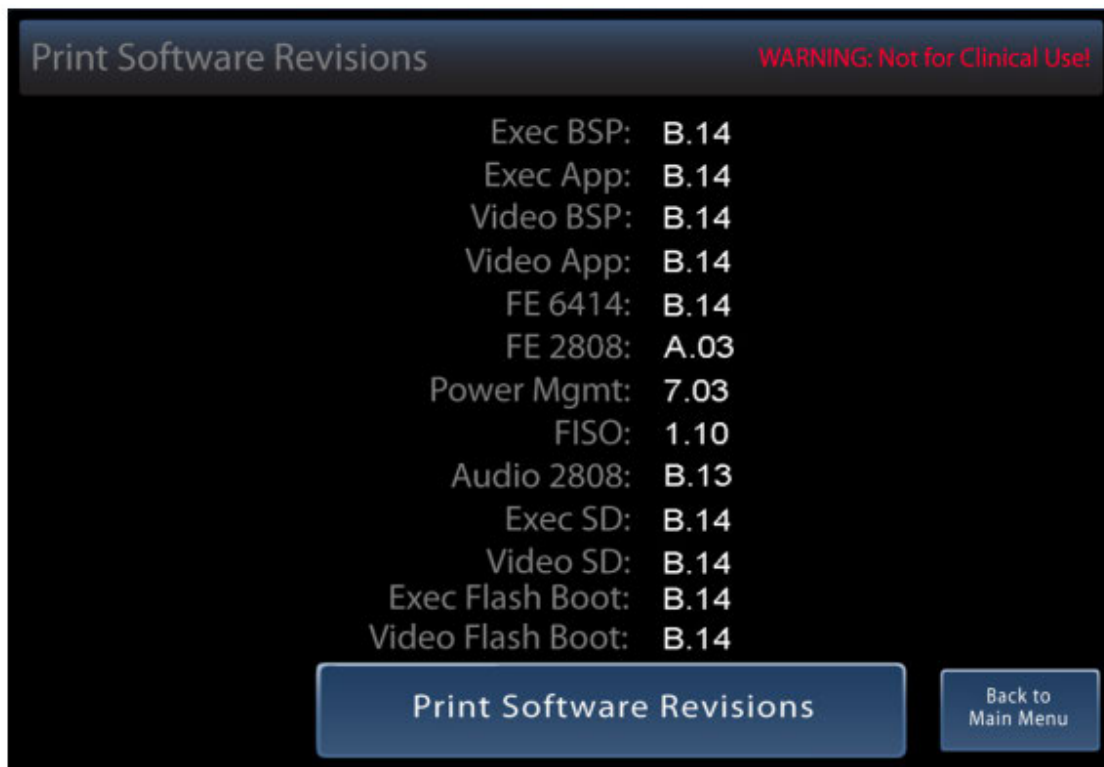 Print Software Revisions WARNING: Not for Clinical Use!
Exec BSP: B.14
Exec App: B.14
Video BSP: B.14
Video App: B.14
FE 6414: B.14
FE 2808: A.03
Power Mgmt: 7.03
FISO: 1.10
Audio 2808: B.13
Exec SD: B.14
Video SD: B.14
Exec Flash Boot: B.14
Video Flash Boot: B.14
Print Software Revisions
Back to
Main Menu